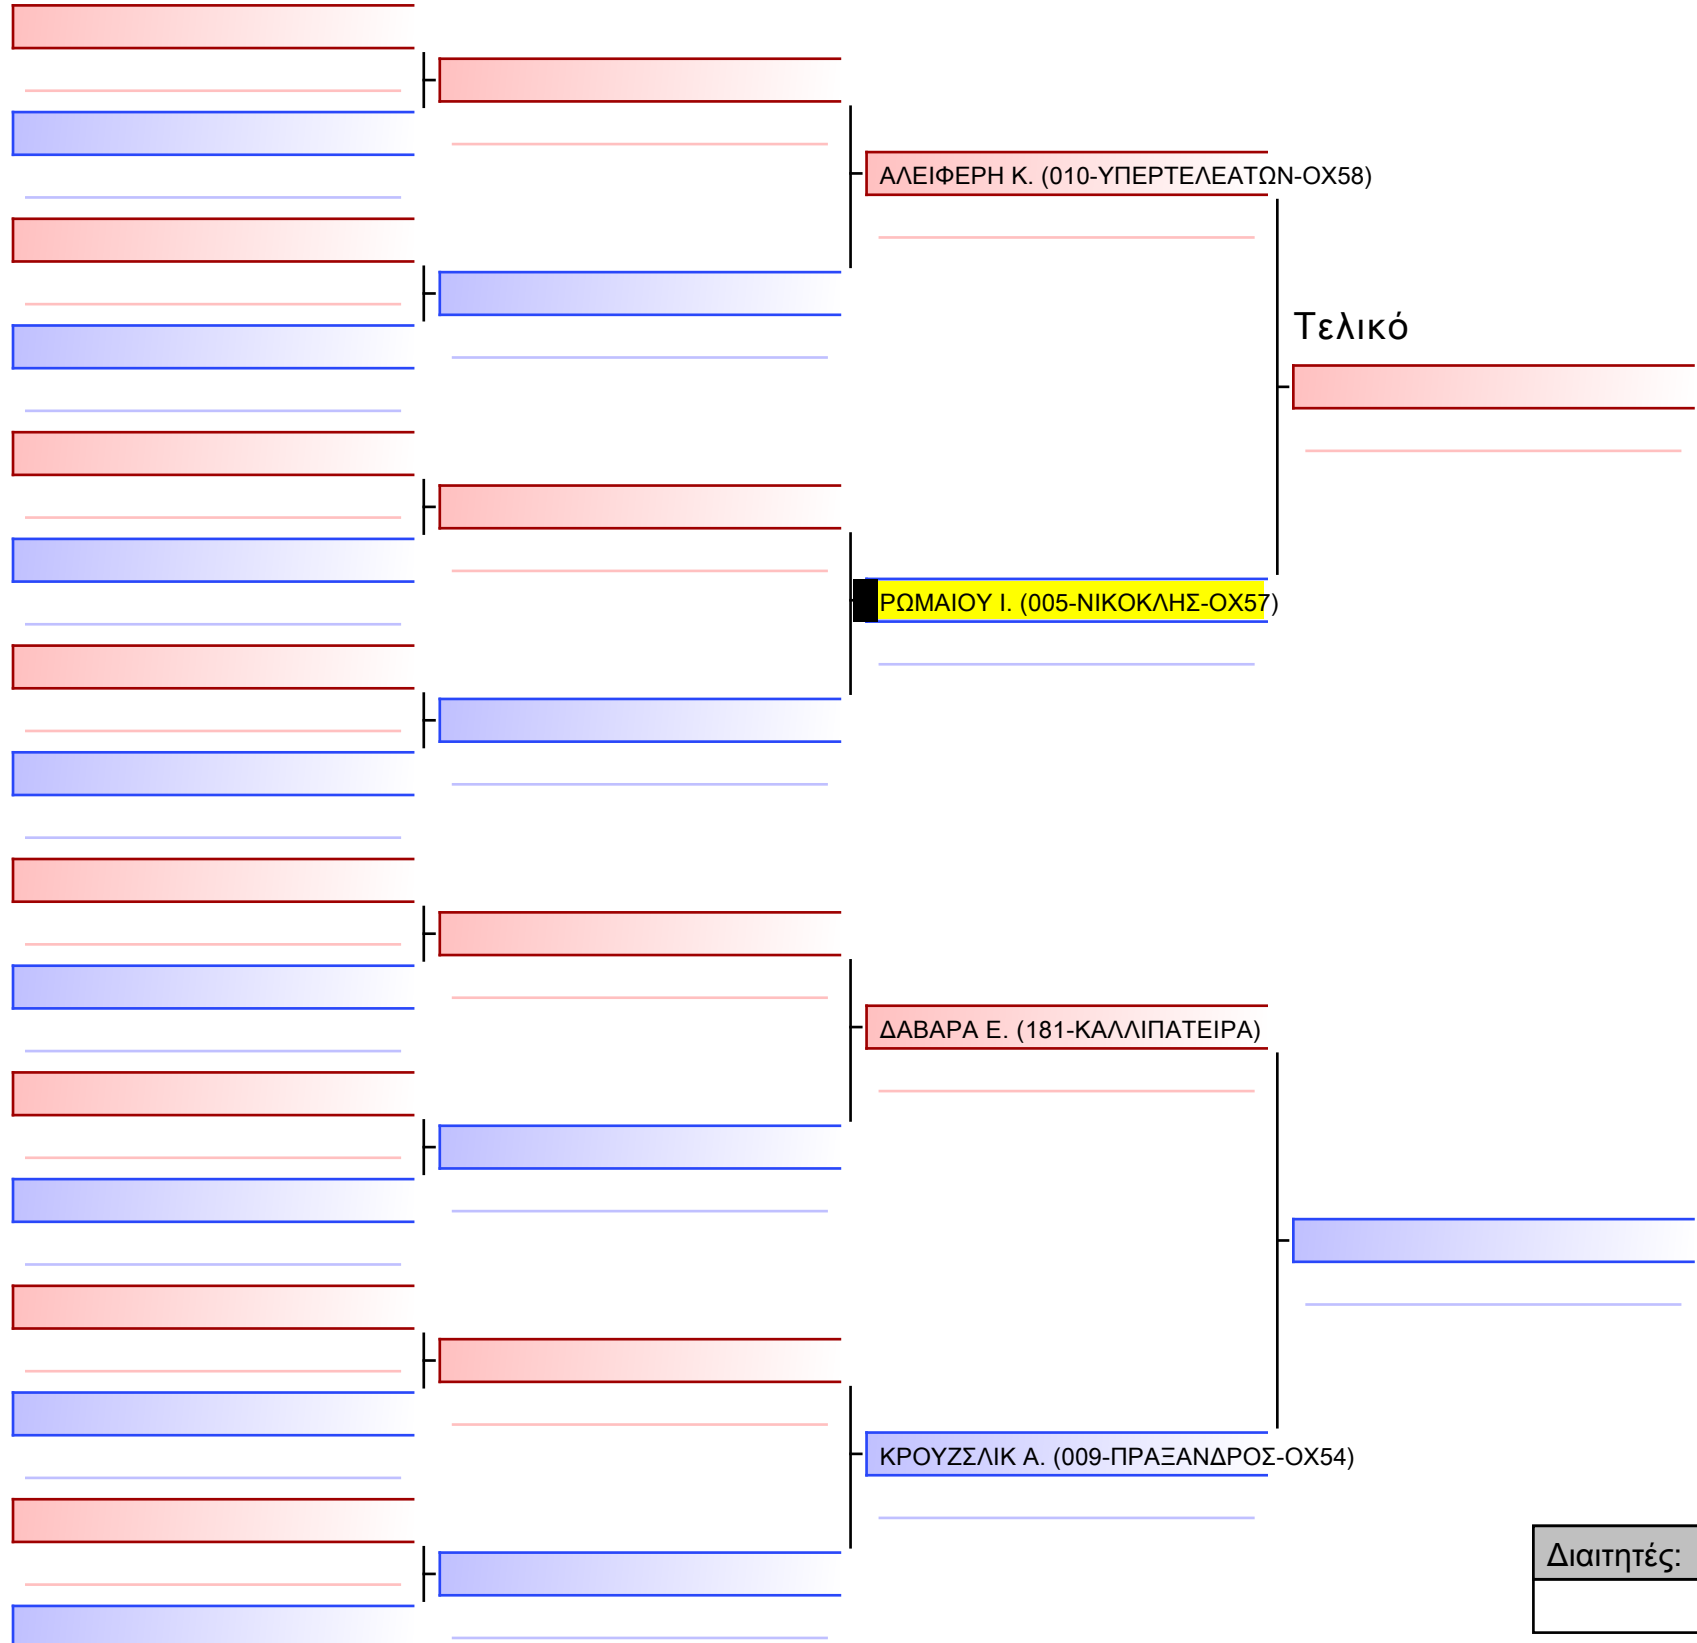 ΑΛΕΙΦΕΡΗ Κ. (010-ΥΠΕΡΤΕΛΕΑΤΩΝ-ΟΧ58)
Τελικό
ΡΩΜΑΙΟΥ Ι. (005-ΝΙΚΟΚΛΗΣ-ΟΧ57)
ΔΑΒΑΡΑ Ε. (181-ΚΑΛΛΙΠΑΤΕΙΡΑ)
ΚΡΟΥΖΣΛΙΚ Α. (009-ΠΡΑΞΑΝΔΡΟΣ-ΟΧ54)
Διαιτητές: